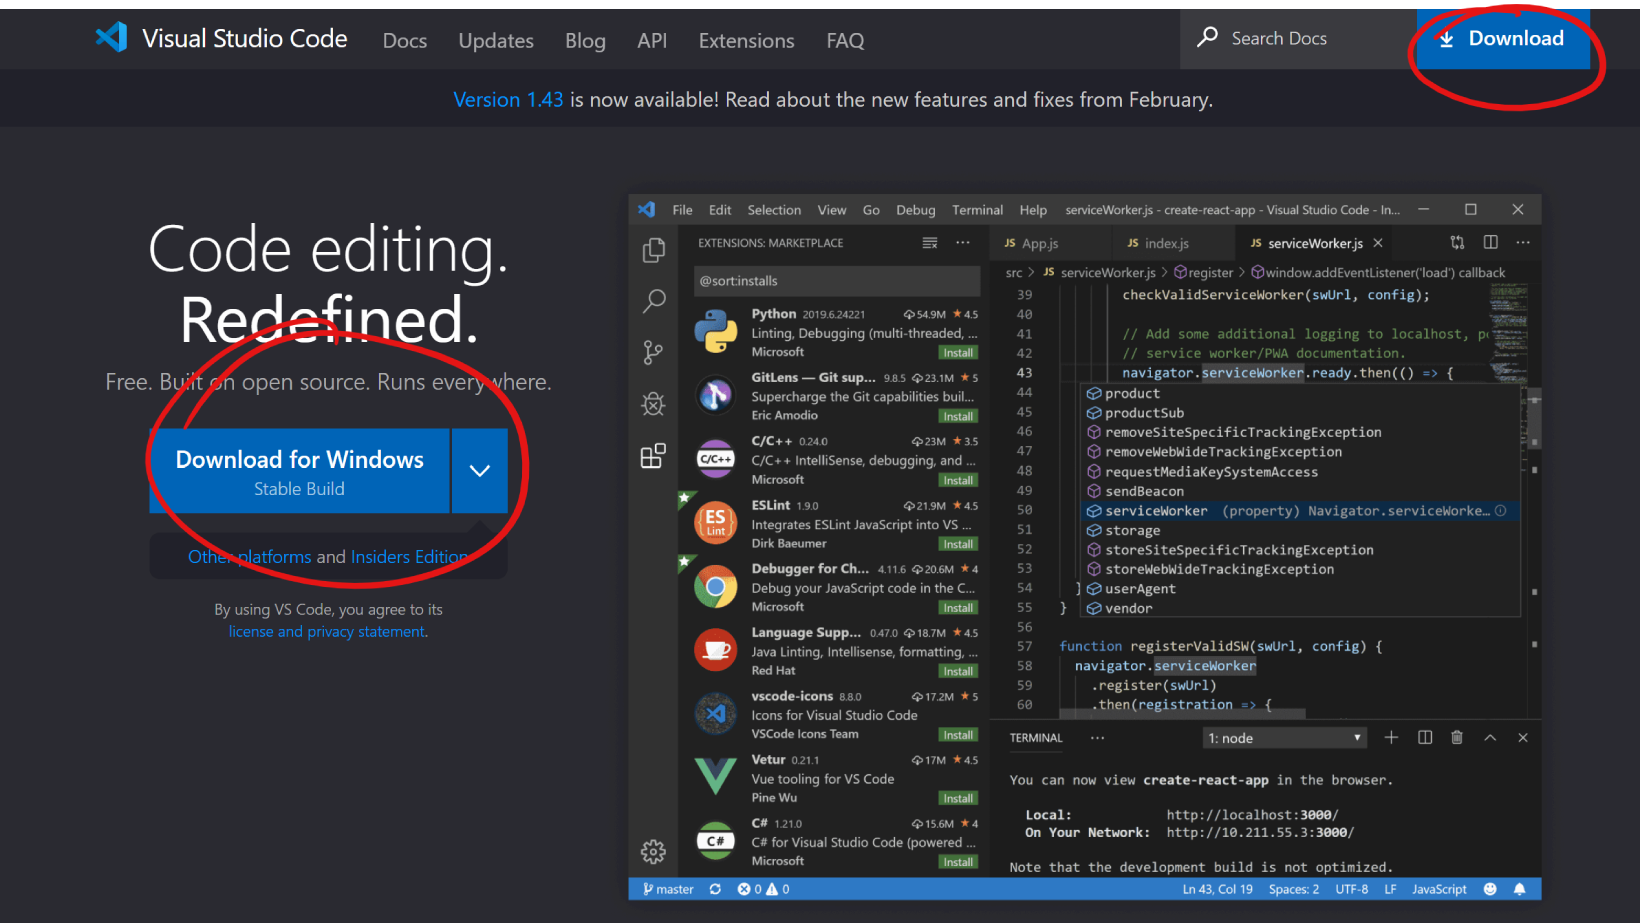 Visual Studio Code Docs Updates Blog API Extensions FAQ Search Docs Download
Version 1.43 is now available! Read about the new features and fixes from February.
Code editing.
Redefined.
Free. Built on open source. Runs everywhere.
Download for Windows
Stable Build
Other platforms and Insiders Edition
By using VS Code, you agree to its
license and privacy statement.
File Edit Selection View Go Debug Terminal Help serviceWorker.js - create-react-app - Visual Studio Code - In...
EXTENSIONS: MARKETPLACE
@sort:installs
Python 2019.6.24221 54.9M ★ 4.5
Linting, Debugging (multi-threaded, ...
Microsoft Install
GitLens — Git sup... 9.8.5 23.1M ★ 5
Supercharge the Git capabilities buil...
Eric Amodio Install
C/C++
C/C++ 0.24.0 23M ★ 3.5
C/C++ IntelliSense, debugging, and ...
Microsoft Install
ES
Lint
ESLint 1.9.0 21.9M ★ 4.5
Integrates ESLint JavaScript into VS ...
Dirk Baeumer Install
Debugger for Ch... 4.11.6 20.6M ★ 4
Debug your JavaScript code in the C...
Microsoft Install
Language Supp... 0.47.0 18.7M ★ 4.5
Java Linting, Intellisense, formatting, ...
Red Hat Install
vscode-icons 8.8.0 17.2M ★ 5
Icons for Visual Studio Code
VSCode Icons Team Install
Vetur 0.21.1 17M ★ 4.5
Vue tooling for VS Code
Pine Wu Install
C#
C# 1.21.0 15.6M ★ 4
C# for Visual Studio Code (powered ...
Microsoft Install
JS App.js JS index.js JS serviceWorker.js
src > JS serviceWorker.js > register > window.addEventListener('load') callback
39 checkValidServiceWorker(swUrl, config);
40
41 // Add some additional logging to localhost, po
42 // service worker/PWA documentation.
43 navigator.serviceWorker.ready.then(() => {
44 product
45 productSub
46 removeSiteSpecificTrackingException
47 removeWebWideTrackingException
48 requestMediaKeySystemAccess
49 sendBeacon
50 serviceWorker (property) Navigator.serviceWorke...
51 storage
52 storeSiteSpecificTrackingException
53 storeWebWideTrackingException
54 } userAgent
55 } vendor
56
57 function registerValidSW(swUrl, config) {
58 navigator.serviceWorker
59 .register(swUrl)
60 .then(registration => {
TERMINAL ... 1: node
You can now view create-react-app in the browser.
Local: http://localhost:3000/
On Your Network: http://10.211.55.3:3000/
Note that the development build is not optimized.
master 0 0 Ln 43, Col 19 Spaces: 2 UTF-8 LF JavaScript